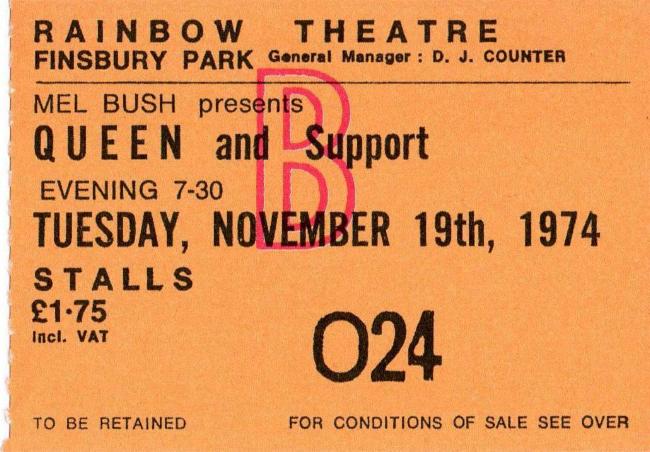 RAINBOW THEATRE
FINSBURY PARK General Manager : D. J. COUNTER
MEL BUSH presents
QUEEN and Support
B
EVENING 7-30
TUESDAY, NOVEMBER 19th, 1974
STALLS
£1·75
incl. VAT
O24
TO BE RETAINED FOR CONDITIONS OF SALE SEE OVER